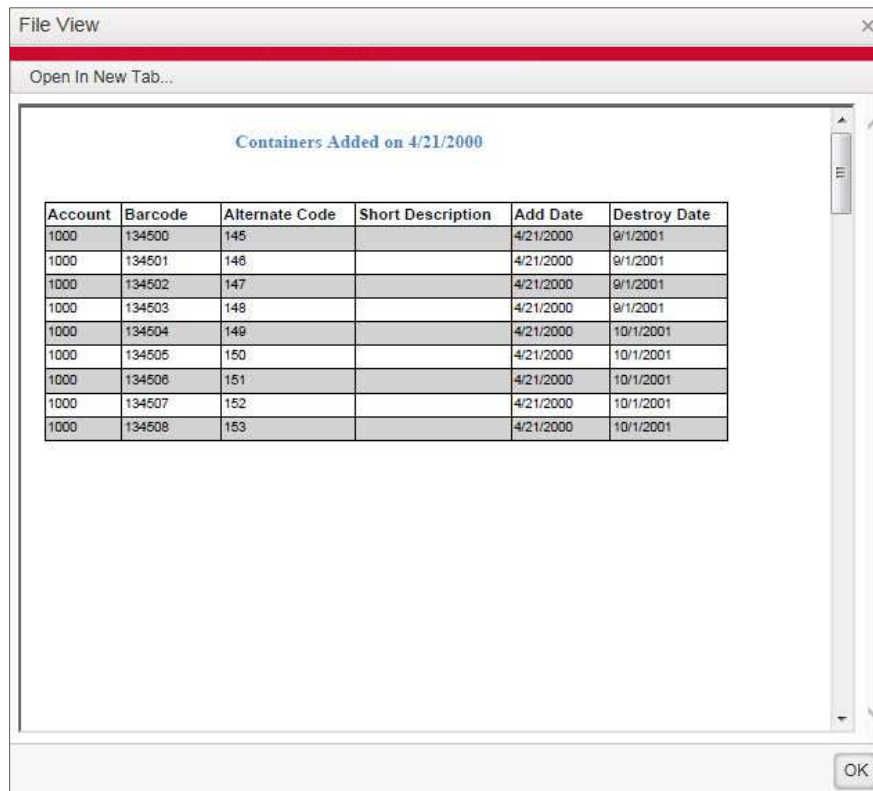 File View
Open In New Tab...
Containers Added on 4/21/2000
Account Barcode Alternate Code Short Description Add Date Destroy Date
1000 134500 145 4/21/2000 9/1/2001
1000 134501 146 4/21/2000 9/1/2001
1000 134502 147 4/21/2000 9/1/2001
1000 134503 148 4/21/2000 9/1/2001
1000 134504 149 4/21/2000 10/1/2001
1000 134505 150 4/21/2000 10/1/2001
1000 134506 151 4/21/2000 10/1/2001
1000 134507 152 4/21/2000 10/1/2001
1000 134508 153 4/21/2000 10/1/2001
OK